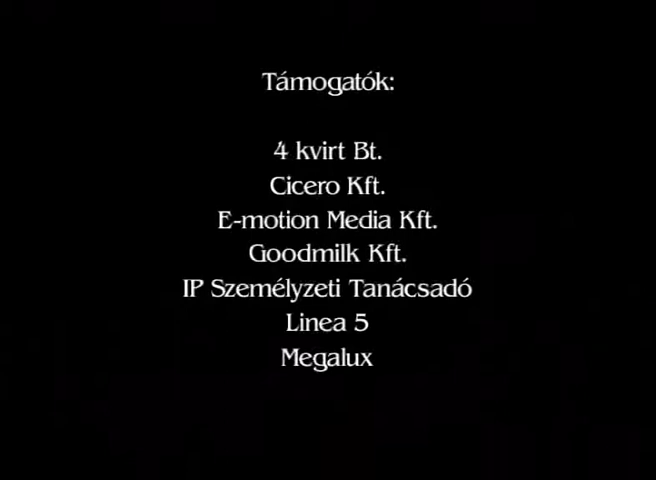 Támogatók:
4 kvirt Bt.
Cicero Kft.
E-motion Media Kft.
Goodmilk Kft.
IP Személyzeti Tanácsadó
Linea 5
Megalux